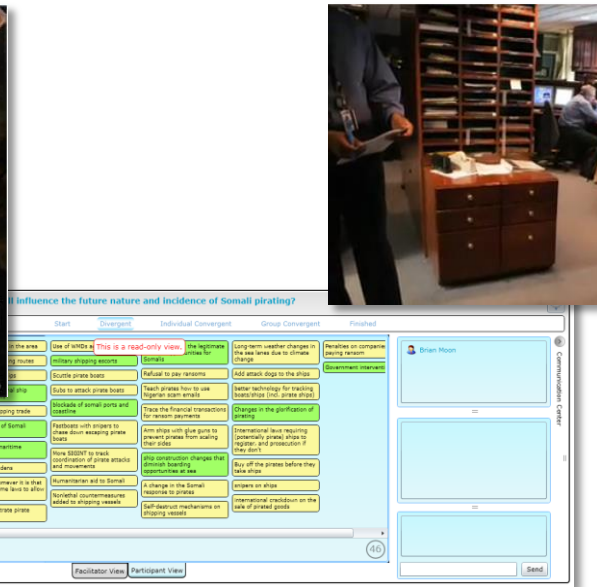 ll influence the future nature and incidence of Somali pirating?
Start Divergent Individual Convergent Group Convergent Finished
This is a read-only view.
in the area
ng routes
ips
al ship
pping trade
of Somali
maritime
dens
mever it is that
me laws to allow
trate pirate
Use of WMDs a
military shipping escorts
Scuttle pirate boats
Subs to attack pirate boats
blockade of somali ports and
coastline
Fastboats with snipers to
chase down escaping pirate
boats
More SIGINT to track
coordination of pirate attacks
and movements
Humanitarian aid to Somali
Nonlethal countermeasures
added to shipping vessels
the legitimate
unities for
Somalis
Refusal to pay ransoms
Teach pirates how to use
Nigerian scam emails
Trace the financial transactions
for ransom payments
Arm ships with glue guns to
prevent pirates from scaling
their sides
ship construction changes that
diminish boarding
opportunities at sea
A change in the Somali
response to pirates
Self-destruct mechanisms on
shipping vessels
Long-term weather changes in
the sea lanes due to climate
change
Add attack dogs to the ships
better technology for tracking
boats/ships (incl. pirate ships)
Changes in the glorification of
pirating
International laws requiring
(potentially pirate) ships to
register; and prosecution if
they don't
Buy off the pirates before they
take ships
snipers on ships
international crackdown on the
sale of pirated goods
Penalties on companie
paying ransom
Government interventi
46
Facilitator View Participant View
Brian Moon
Communication Center
Send